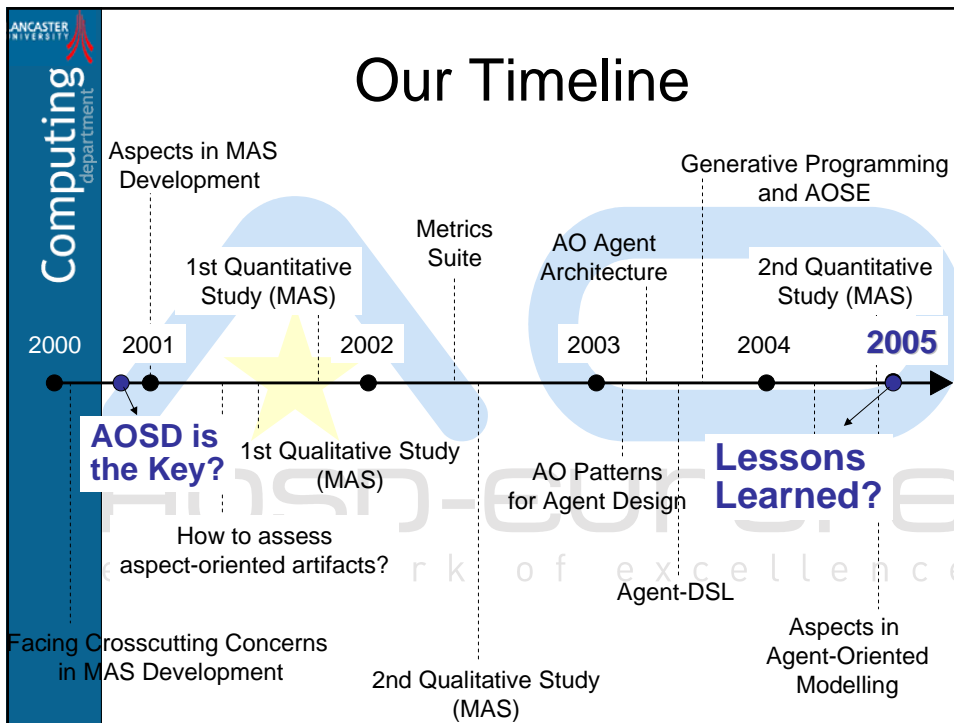 LANCASTER
UNIVERSITY
Computing
department
Our Timeline
Aspects in MAS
Development
Generative Programming
and AOSE
Metrics
Suite
AO Agent
Architecture
1st Quantitative
Study (MAS)
2nd Quantitative
Study (MAS)
2000
2001
2002
2003
2004
2005
AOSD is
the Key?
1st Qualitative Study
(MAS)
AO Patterns
for Agent Design
Lessons
Learned?
How to assess
aspect-oriented artifacts?
rk of excellence
Agent-DSL
Facing Crosscutting Concerns
in MAS Development
2nd Qualitative Study
(MAS)
Aspects in
Agent-Oriented
Modelling